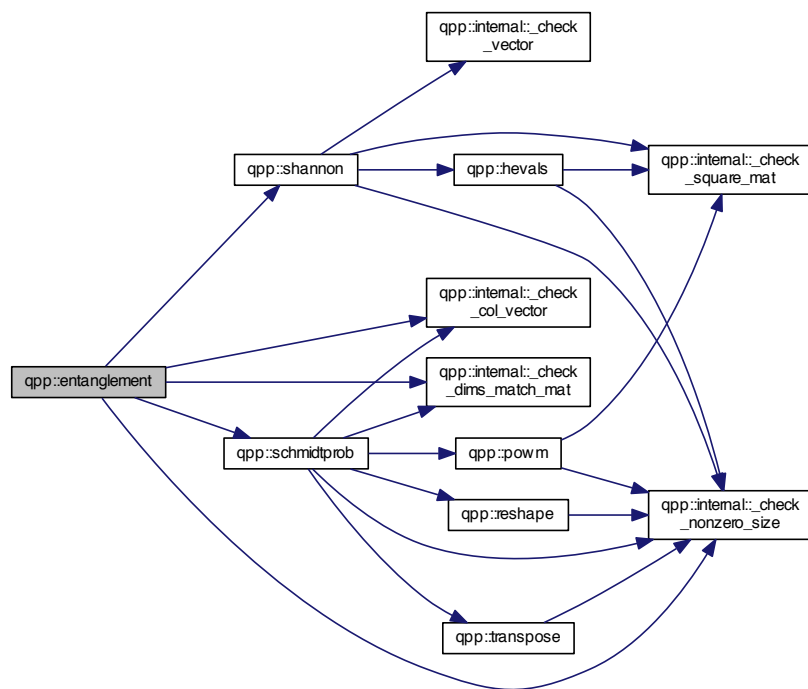 qpp::internal::_check
_vector
qpp::shannon
qpp::hevals
qpp::internal::_check
_square_mat
qpp::internal::_check
_col_vector
qpp::entanglement
qpp::internal::_check
_dims_match_mat
qpp::schmidtprob
qpp::powm
qpp::reshape
qpp::internal::_check
_nonzero_size
qpp::transpose